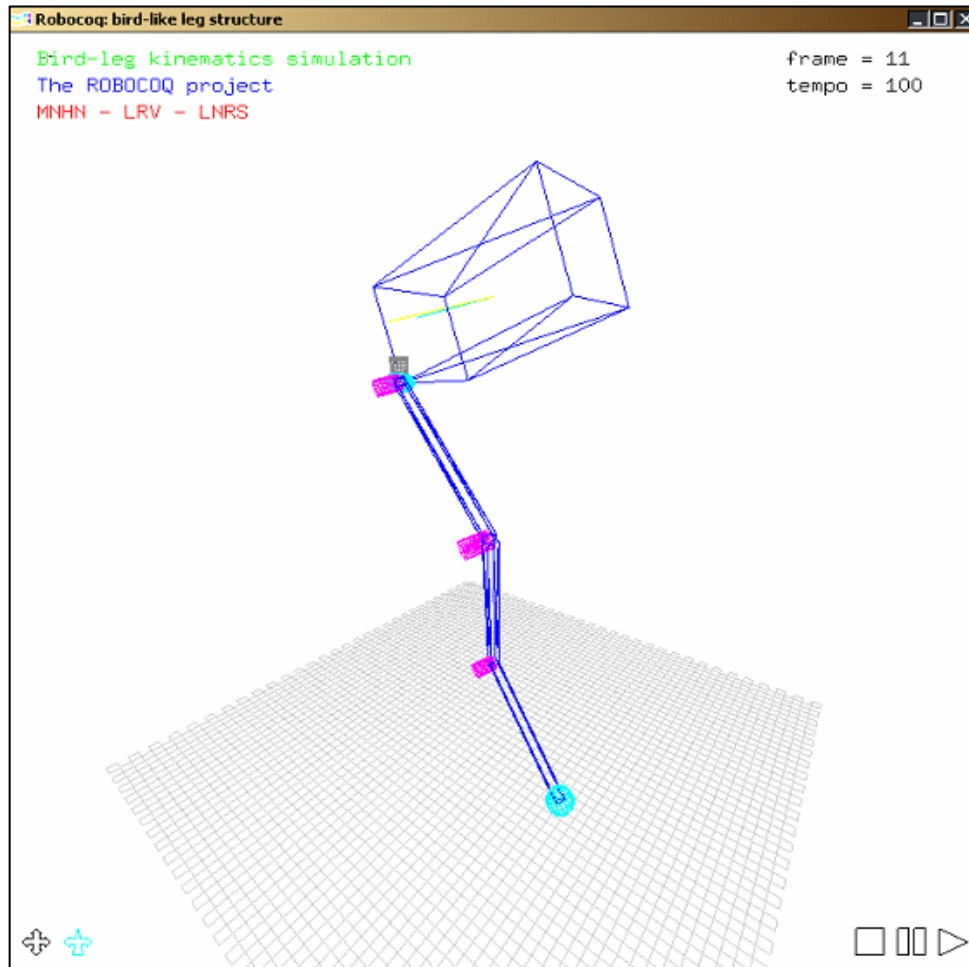 Robocoq: bird-like leg structure
Bird-leg kinematics simulation
frame = 11
The ROBOCOQ project
tempo = 100
MNHN - LRV - LNRS